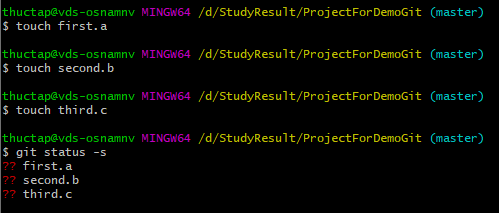 thuctap@vds-osnamnv MINGW64 /d/StudyResult/ProjectForDemoGit (master)
$ touch first.a
thuctap@vds-osnamnv MINGW64 /d/StudyResult/ProjectForDemoGit (master)
$ touch second.b
thuctap@vds-osnamnv MINGW64 /d/StudyResult/ProjectForDemoGit (master)
$ touch third.c
thuctap@vds-osnamnv MINGW64 /d/StudyResult/ProjectForDemoGit (master)
$ git status -s
?? first.a
?? second.b
?? third.c